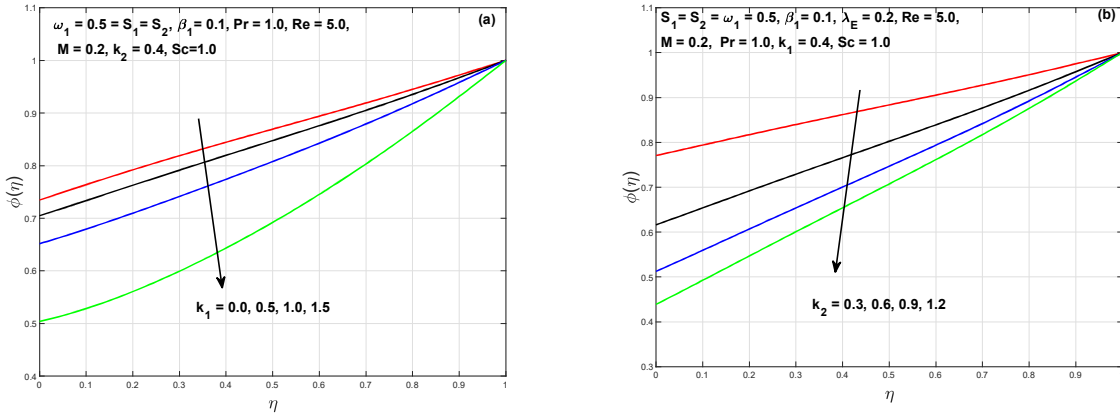 (a)
ω₁ = 0.5 = S₁ = S₂, β₁= 0.1, Pr = 1.0, Re = 5.0,
M = 0.2, k₂ = 0.4, Sc=1.0
1.1
1
0.9
0.8
0.7
0.6
0.5
0.4
ϕ(η)
k₁ = 0.0, 0.5, 1.0, 1.5
0 0.1 0.2 0.3 0.4 0.5 0.6 0.7 0.8 0.9 1
η
(b)
S₁= S₂ = ω₁ = 0.5, β₁= 0.1, λ_E = 0.2, Re = 5.0,
M = 0.2, Pr = 1.0, k₁ = 0.4, Sc = 1.0
1.1
1
0.9
0.8
0.7
0.6
0.5
0.4
0.3
ϕ(η)
k₂ = 0.3, 0.6, 0.9, 1.2
0 0.1 0.2 0.3 0.4 0.5 0.6 0.7 0.8 0.9
η